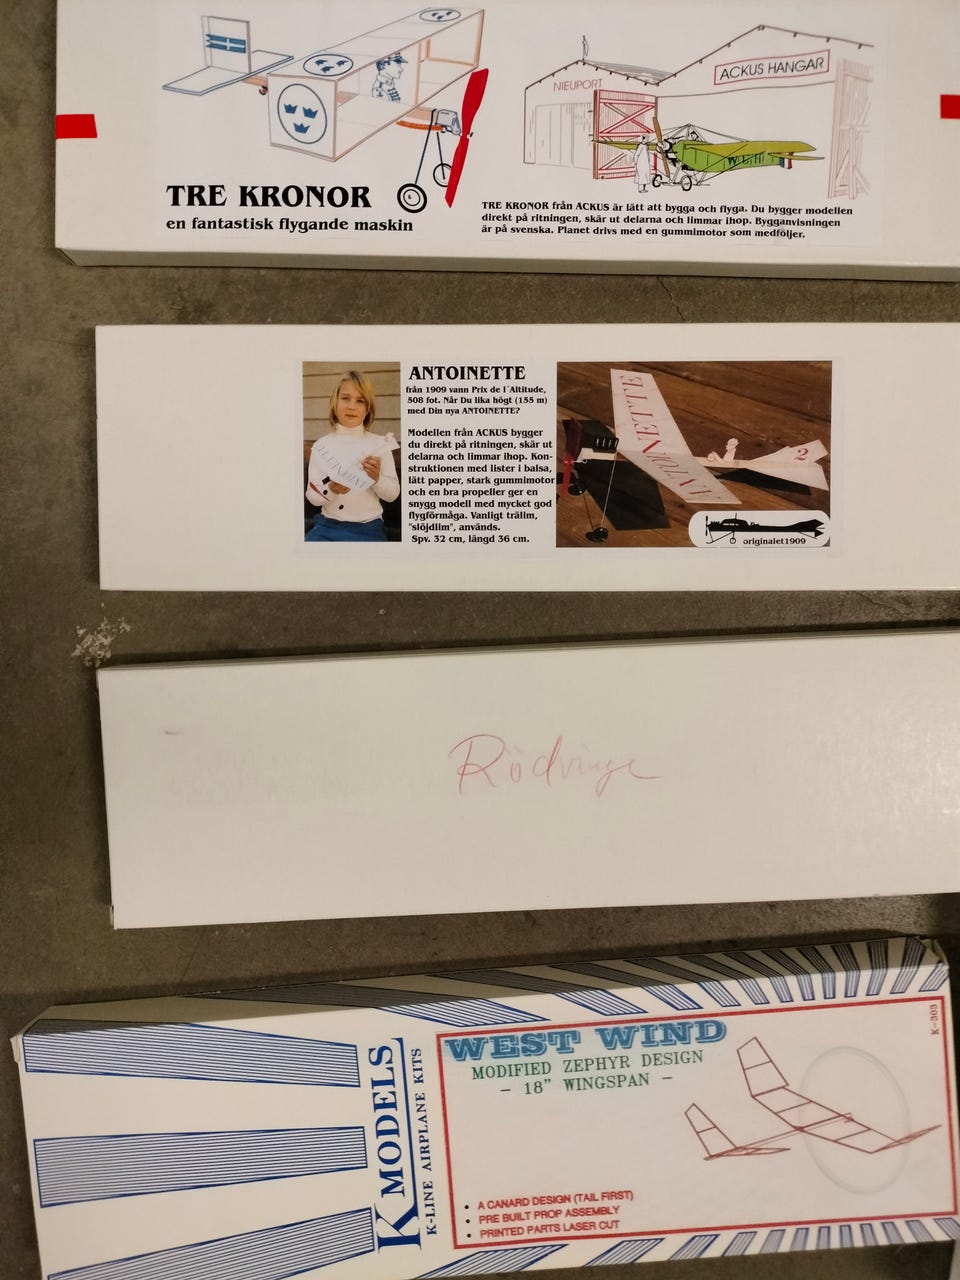 NIEUPORT
ACKUS HANGAR
TRE KRONOR
en fantastisk flygande maskin
TRE KRONOR från ACKUS är lätt att bygga och flyga. Du bygger modellen
direkt på ritningen, skär ut delarna och limmar ihop. Bygganvisningen
är på svenska. Planet drivs med en gummimotor som medföljer.
ANTOINETTE
från 1909 vann Prix de l´Altitude,
508 fot. Når Du lika högt (155 m)
med Din nya ANTOINETTE?
Modellen från ACKUS bygger
du direkt på ritningen, skär ut
delarna och limmar ihop. Kon-
struktionen med lister i balsa,
lätt papper, stark gummimotor
och en bra propeller ger en
snygg modell med mycket god
flygförmåga. Vanligt trälim,
"slöjdlim", används.
Spv. 32 cm, längd 36 cm.
2
originalet1909
Rödvinge
K MODELS
K-LINE AIRPLANE KITS
WEST WIND
MODIFIED ZEPHYR DESIGN
- 18" WINGSPAN -
K-303
• A CANARD DESIGN (TAIL FIRST)
• PRE BUILT PROP ASSEMBLY
• PRINTED PARTS LASER CUT